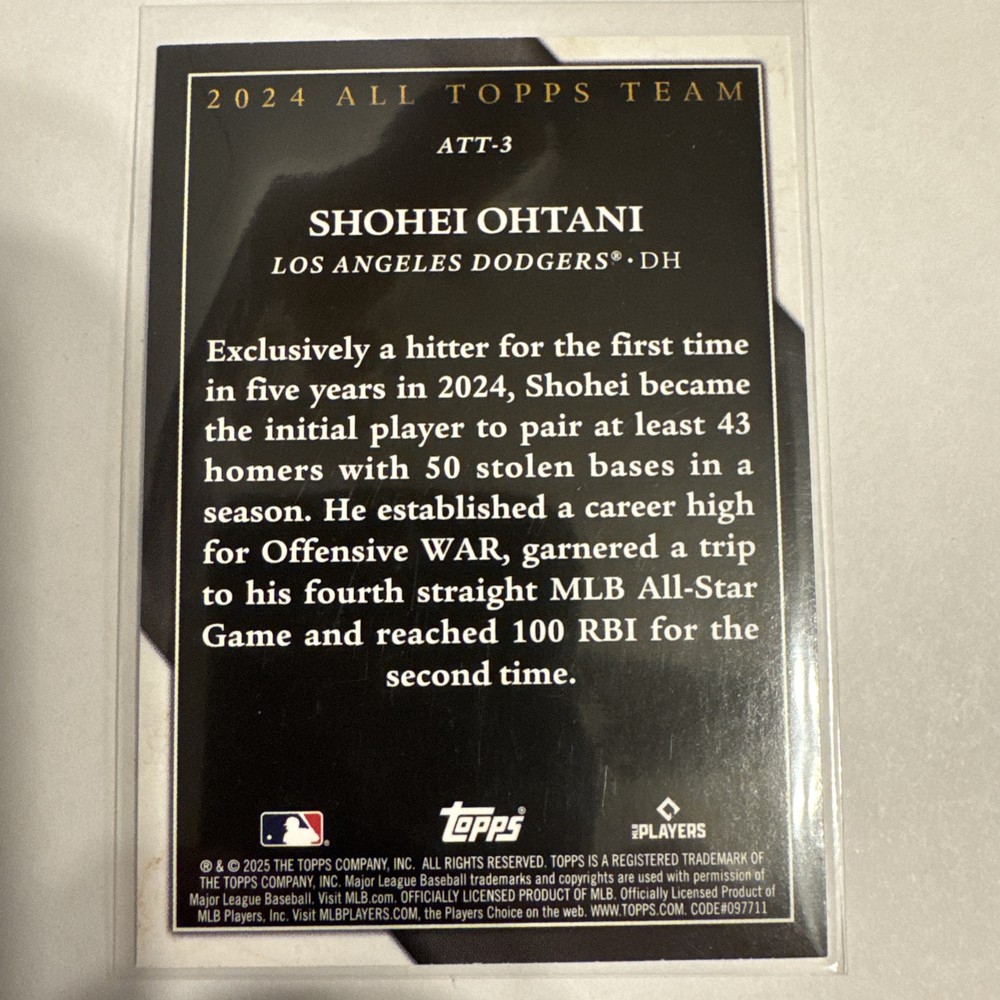 2024 ALL TOPPS TEAM
ATT-3
SHOHEI OHTANI
LOS ANGELES DODGERS® · DH
Exclusively a hitter for the first time
in five years in 2024, Shohei became
the initial player to pair at least 43
homers with 50 stolen bases in a
season. He established a career high
for Offensive WAR, garnered a trip
to his fourth straight MLB All-Star
Game and reached 100 RBI for the
second time.
Topps®
MLB PLAYERS
® & © 2025 THE TOPPS COMPANY, INC. ALL RIGHTS RESERVED. TOPPS IS A REGISTERED TRADEMARK OF
THE TOPPS COMPANY, INC. Major League Baseball trademarks and copyrights are used with permission of
Major League Baseball. Visit MLB.com. OFFICIALLY LICENSED PRODUCT OF MLB. Officially Licensed Product of
MLB Players, Inc. Visit MLBPLAYERS.COM, the Players Choice on the web. WWW.TOPPS.COM. CODE#097711